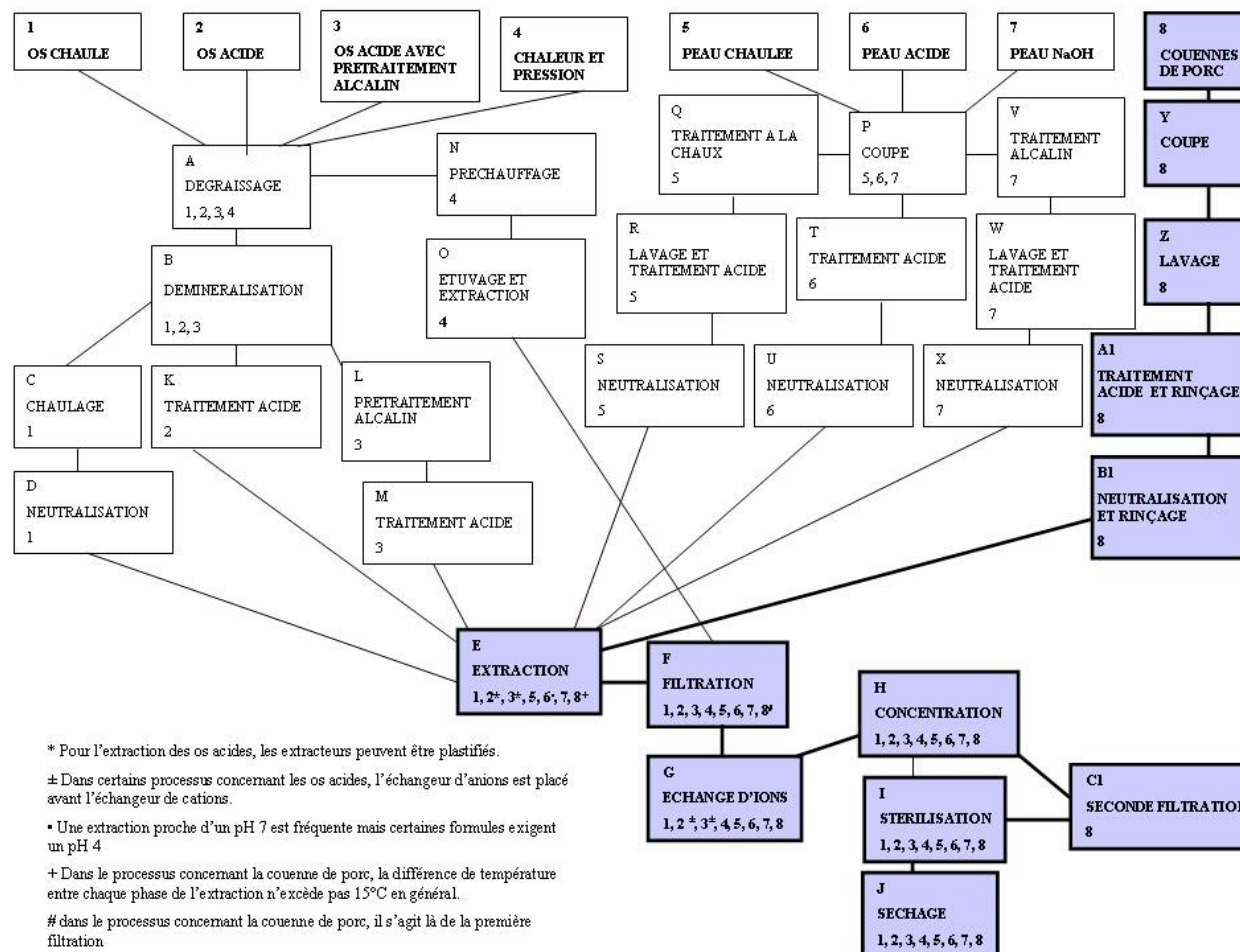 1
OS CHAULE
2
OS ACIDE
3
OS ACIDE AVEC
PRETRAITEMENT
ALCALIN
4
CHALEUR ET
PRESSION
5
PEAU CHAULEE
6
PEAU ACIDE
7
PEAU NaOH
8
COUENNES
DE PORC
A
DEGRAISSAGE
1, 2, 3, 4
N
PRECHAUFFAGE
4
Q
TRAITEMENT A LA
CHAUX
5
P
COUPE
5, 6, 7
V
TRAITEMENT
ALCALIN
7
Y
COUPE
8
B
DEMINERALISATION
1, 2, 3
O
ETUVAGE ET
EXTRACTION
4
R
LAVAGE ET
TRAITEMENT ACIDE
5
T
TRAITEMENT ACIDE
6
W
LAVAGE ET
TRAITEMENT
ACIDE
7
Z
LAVAGE
8
C
CHAULAGE
1
K
TRAITEMENT ACIDE
2
L
PRETRAITEMENT
ALCALIN
3
S
NEUTRALISATION
5
U
NEUTRALISATION
6
X
NEUTRALISATION
7
A1
TRAITEMENT
ACIDE ET RINÇAGE
8
D
NEUTRALISATION
1
M
TRAITEMENT ACIDE
3
B1
NEUTRALISATION
ET RINÇAGE
8
E
EXTRACTION
1, 2*, 3*, 5, 6▪, 7, 8+
F
FILTRATION
1, 2, 3, 4, 5, 6, 7, 8#
G
ECHANGE D'IONS
1, 2 ±, 3±, 4, 5, 6, 7, 8
H
CONCENTRATION
1, 2, 3, 4, 5, 6, 7, 8
I
STERILISATION
1, 2, 3, 4, 5, 6, 7, 8
C1
SECONDE FILTRATION
8
J
SECHAGE
1, 2, 3, 4, 5, 6, 7, 8
* Pour l'extraction des os acides, les extracteurs peuvent être plastifiés.
± Dans certains processus concernant les os acides, l'échangeur d'anions est placé
avant l'échangeur de cations.
▪ Une extraction proche d'un pH 7 est fréquente mais certaines formules exigent
un pH 4
+ Dans le processus concernant la couenne de porc, la différence de température
entre chaque phase de l'extraction n'excède pas 15°C en général.
# dans le processus concernant la couenne de porc, il s'agit là de la première
filtration